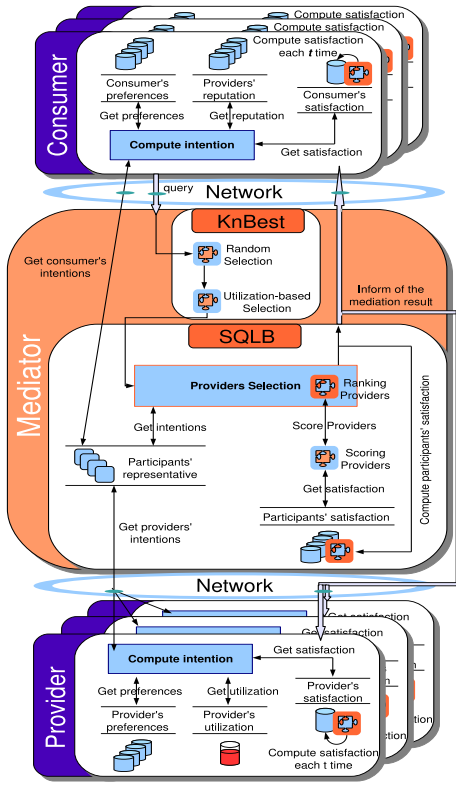 Compute satisfaction
Compute satisfaction
Compute satisfaction
each t time
Consumer
Consumer's
preferences
Providers'
reputation
Consumer's
satisfaction
Get preferences
Get reputation
Compute intention
Get satisfaction
query
Network
KnBest
Get consumer's
intentions
Random
Selection
Inform of the
mediation result
Utilization-based
Selection
Mediator
SQLB
Providers Selection
Ranking
Providers
Get intentions
Score Providers
Participants'
representative
Scoring
Providers
Get satisfaction
Compute participants' satisfaction
Get providers'
intentions
Participants' satisfaction
Network
Get satisfaction
Get satisfaction
Provider
Compute intention
Get satisfaction
Get preferences
Get utilization
Provider's
satisfaction
Provider's
preferences
Provider's
utilization
Compute satisfaction
each t time